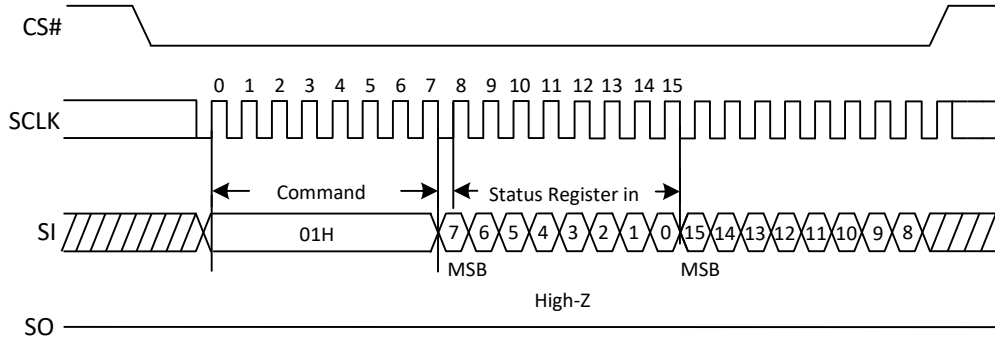 CS#
0 1 2 3 4 5 6 7 8 9 10 11 12 13 14 15
SCLK
Command Status Register in
SI 01H 7 6 5 4 3 2 1 0 15 14 13 12 11 10 9 8
MSB MSB
High-Z
SO